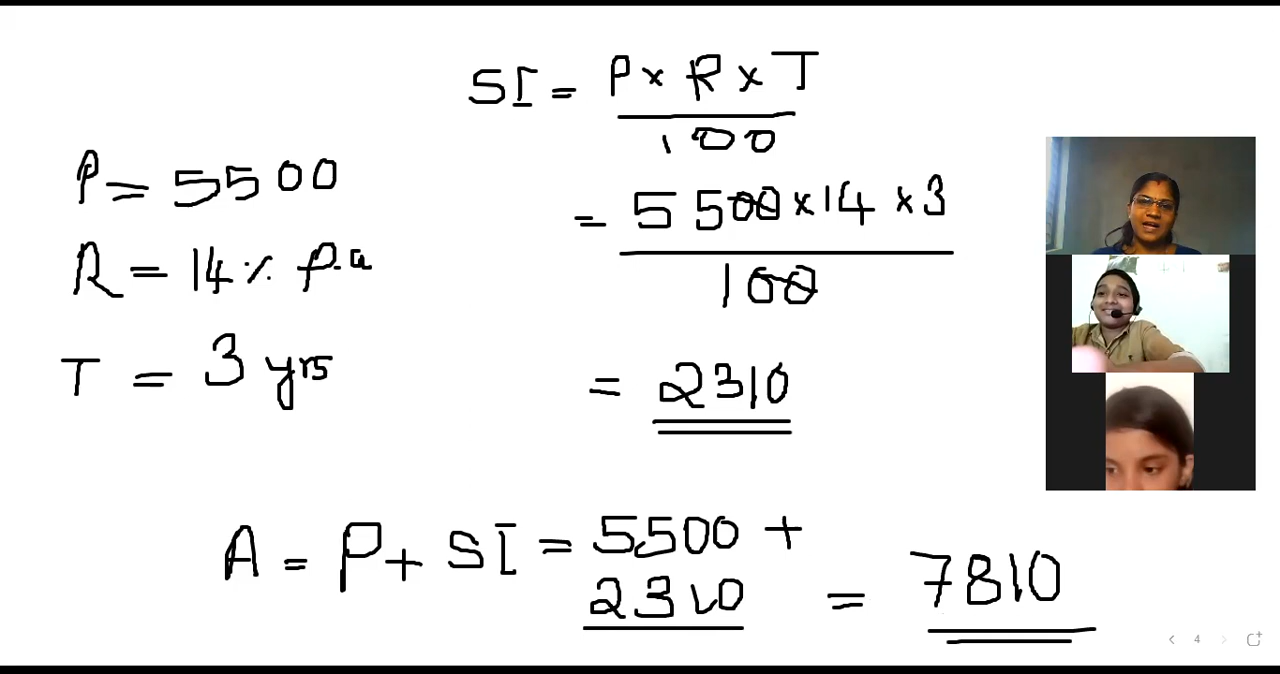 SI = P x R x T
100
P = 5500
= 5500 x 14 x 3
100
R = 14% p.a
T = 3 yrs
= 2310
A = P + SI = 5500 +
2310
= 7810
4